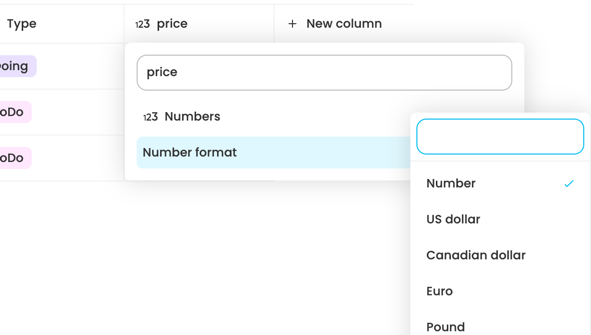 Type 123 price + New column
oing
price
oDo
123 Numbers
Number format
oDo
Number
US dollar
Canadian dollar
Euro
Pound